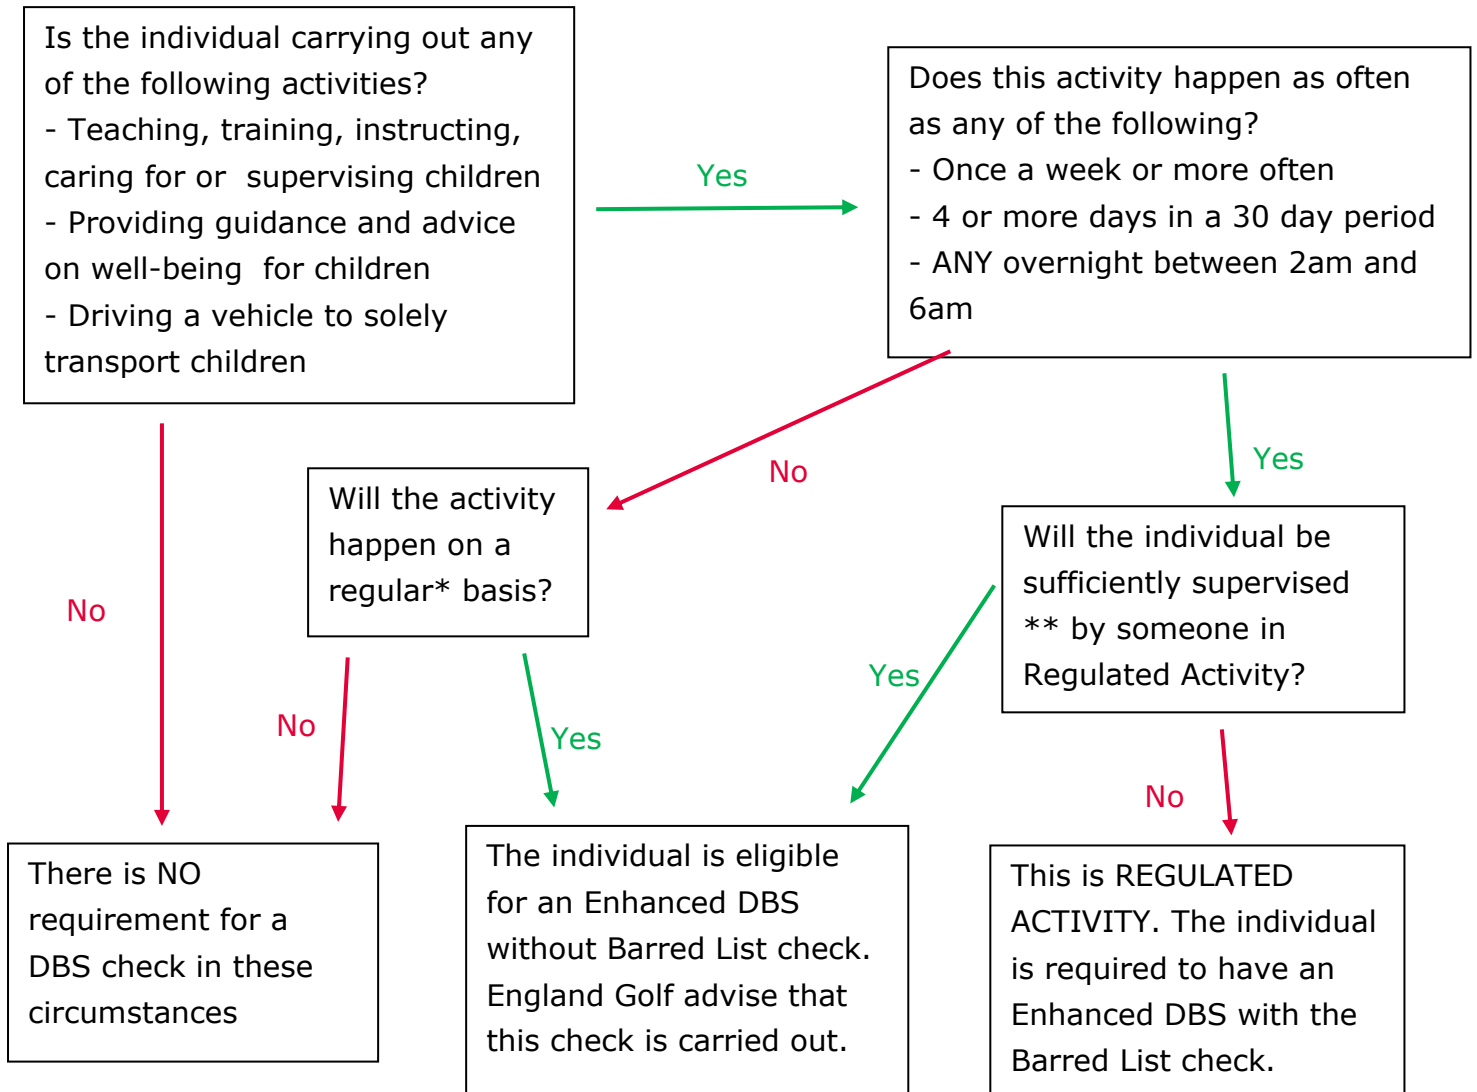 Is the individual carrying out any
of the following activities?
- Teaching, training, instructing,
caring for or  supervising children
- Providing guidance and advice
on well-being  for children
- Driving a vehicle to solely
transport children
Yes
Does this activity happen as often
as any of the following?
- Once a week or more often
- 4 or more days in a 30 day period
- ANY overnight between 2am and
6am
No
No
Yes
Will the activity
happen on a
regular* basis?
Will the individual be
sufficiently supervised
** by someone in
Regulated Activity?
No
Yes
Yes
No
There is NO
requirement for a
DBS check in these
circumstances
The individual is eligible
for an Enhanced DBS
without Barred List check.
England Golf advise that
this check is carried out.
This is REGULATED
ACTIVITY. The individual
is required to have an
Enhanced DBS with the
Barred List check.